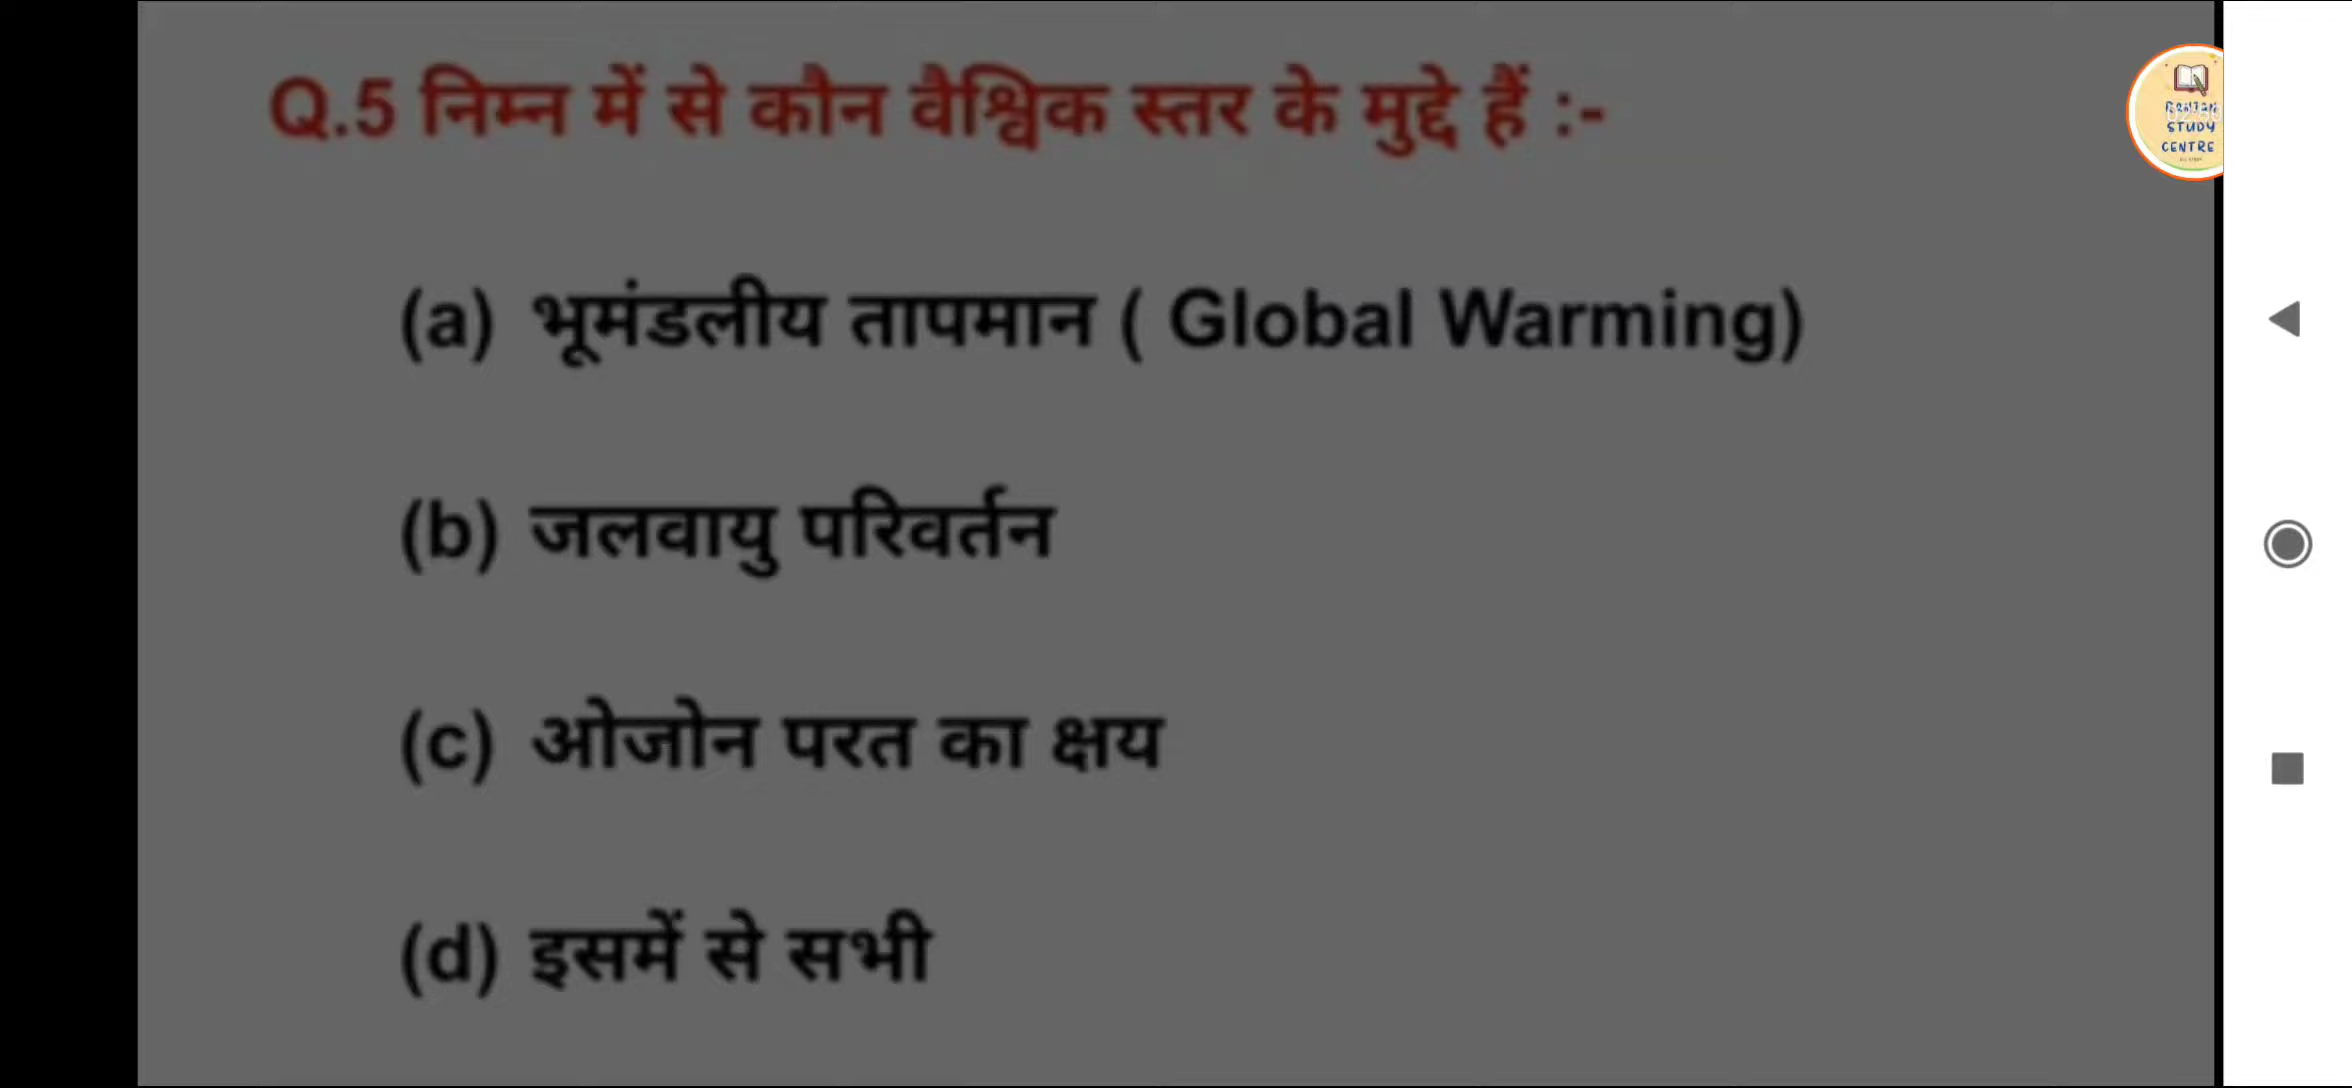 Q.5 निम्न में से कौन वैश्विक स्तर के मुद्दे हैं :-
STUDY
CENTRE
(a) भूमंडलीय तापमान ( Global Warming)
(b) जलवायु परिवर्तन
(c) ओजोन परत का क्षय
(d) इसमें से सभी